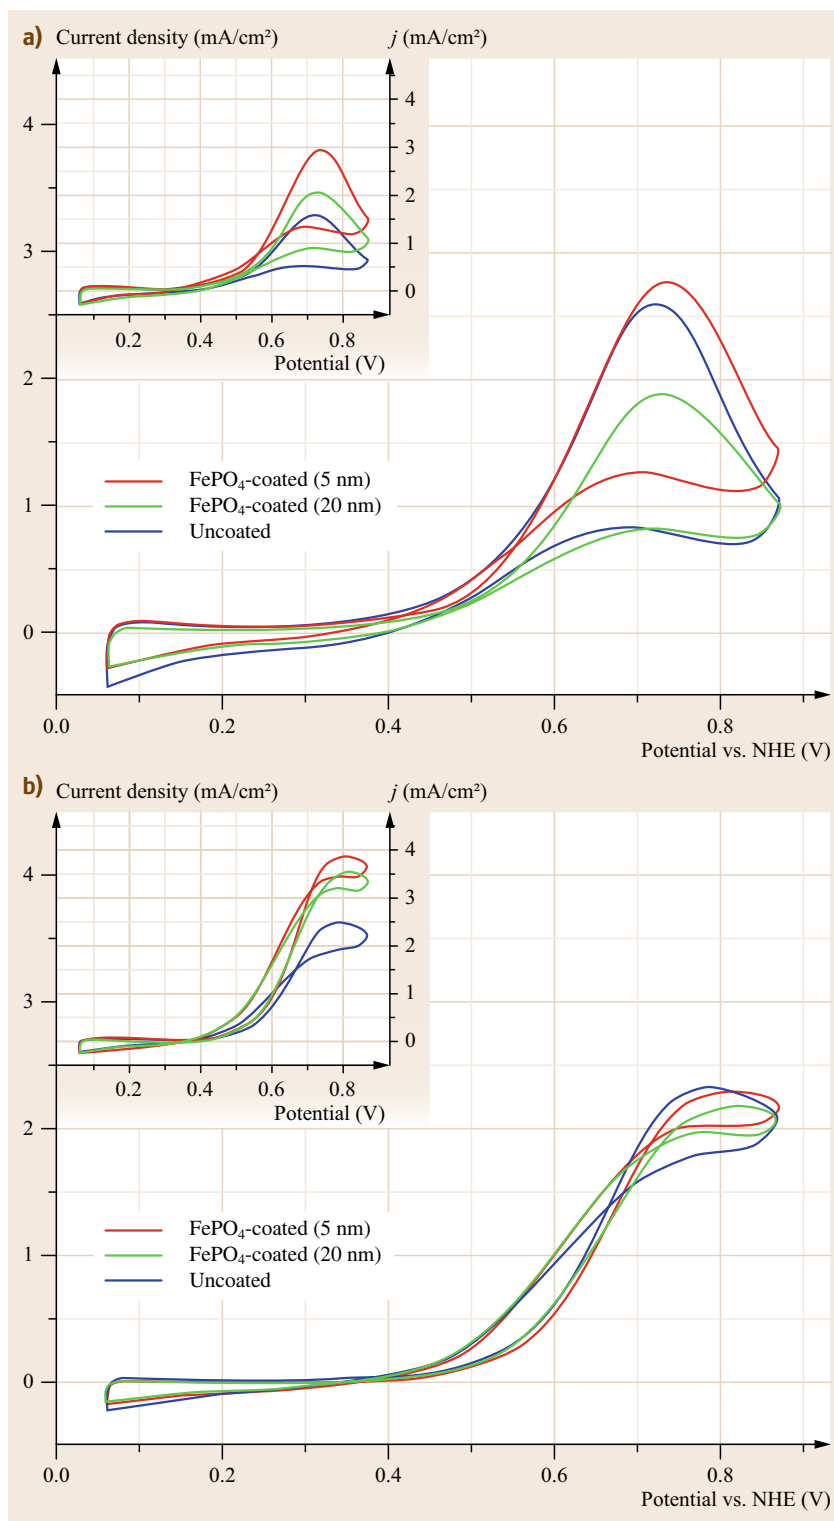 a) Current density (mA/cm²) j (mA/cm²)
4
3
2
1
0
4
3
2
1
0
0.2 0.4 0.6 0.8
Potential (V)
FePO₄-coated (5 nm)
FePO₄-coated (20 nm)
Uncoated
0.0 0.2 0.4 0.6 0.8
Potential vs. NHE (V)
b) Current density (mA/cm²) j (mA/cm²)
4
3
2
1
0
4
3
2
1
0
0.2 0.4 0.6 0.8
Potential (V)
FePO₄-coated (5 nm)
FePO₄-coated (20 nm)
Uncoated
0.0 0.2 0.4 0.6 0.8
Potential vs. NHE (V)